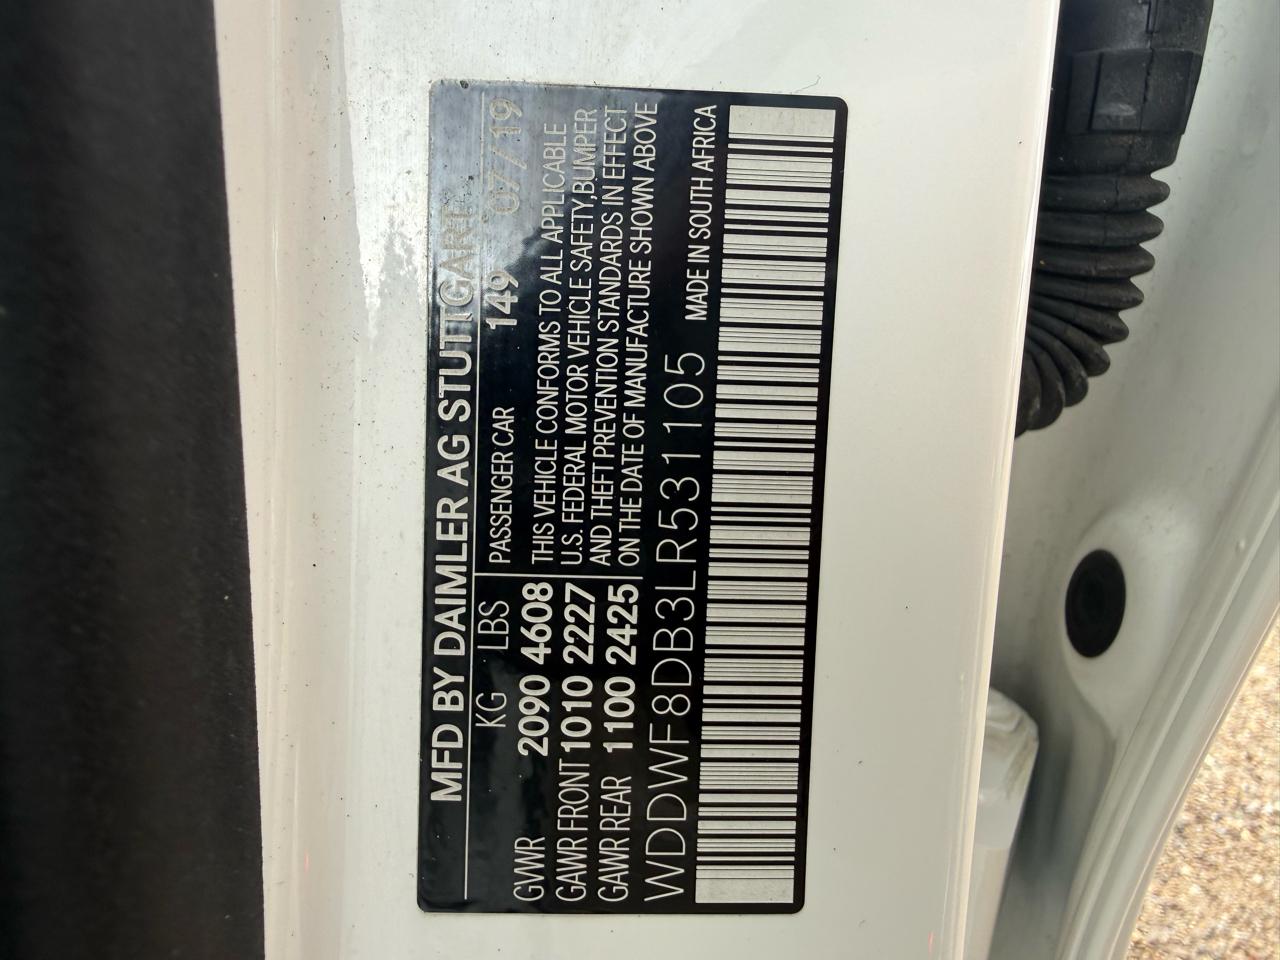 MFD BY DAIMLER AG STUTTGART
KG LBS
GVWR 2090 4608
GAWR FRONT 1010 2227
GAWR REAR 1100 2425
PASSENGER CAR 149 07/19
THIS VEHICLE CONFORMS TO ALL APPLICABLE
U.S. FEDERAL MOTOR VEHICLE SAFETY,BUMPER
AND THEFT PREVENTION STANDARDS IN EFFECT
ON THE DATE OF MANUFACTURE SHOWN ABOVE
WDDWF8DB3LR531105 MADE IN SOUTH AFRICA